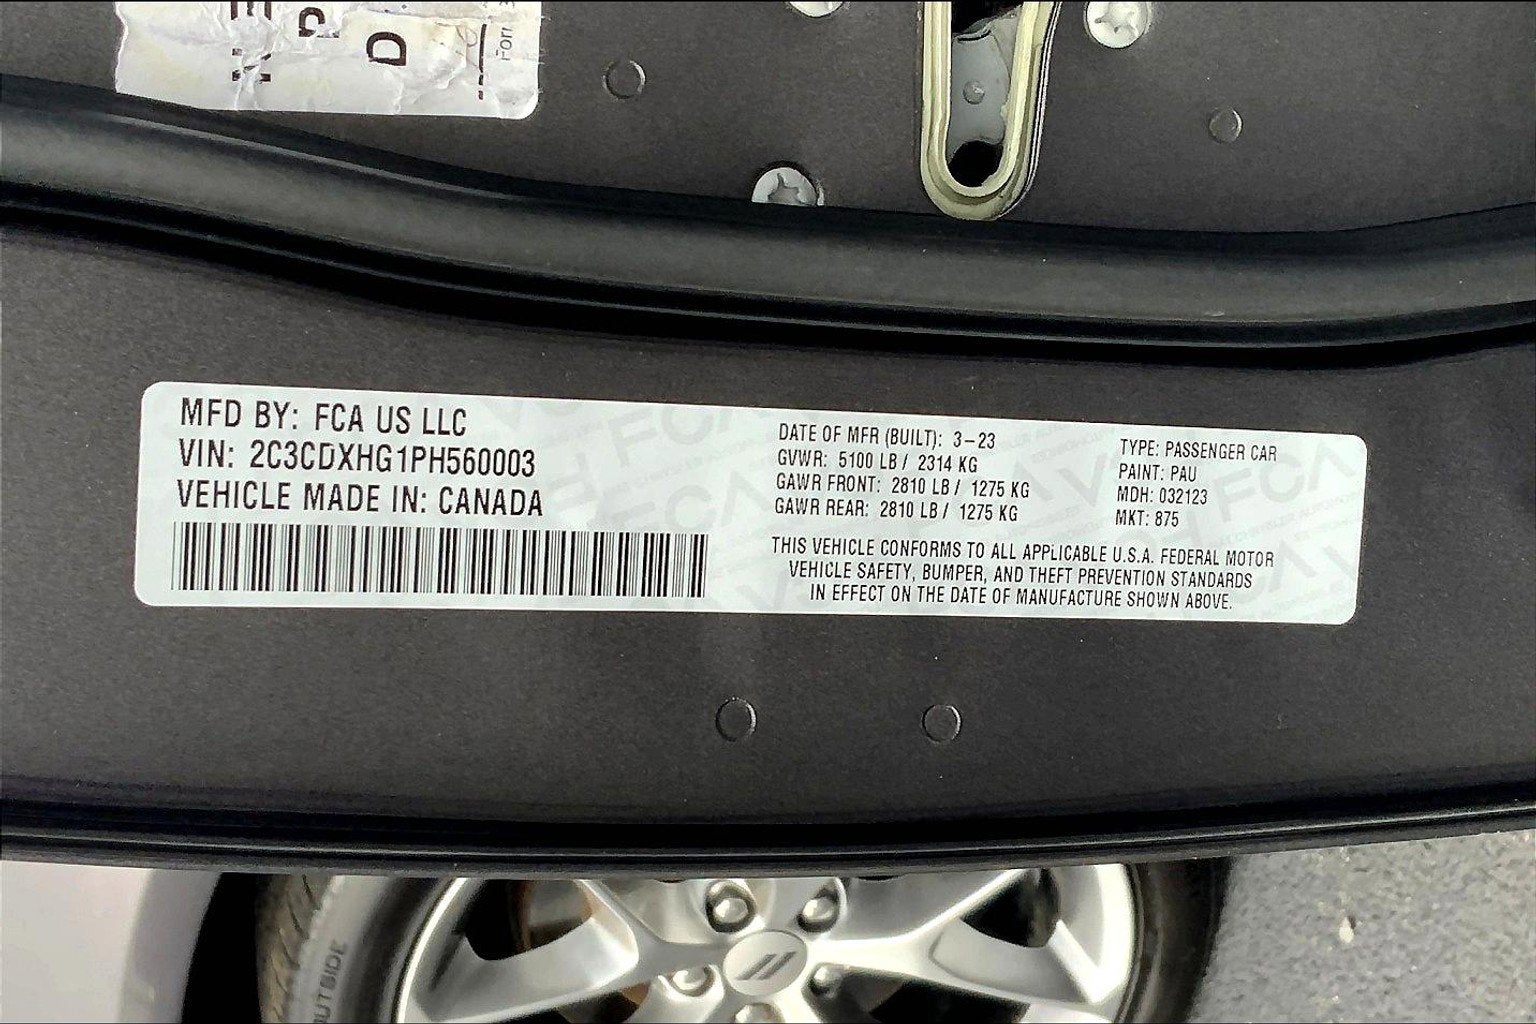 D
For
MFD BY: FCA US LLC
VIN: 2C3CDXHG1PH560003
VEHICLE MADE IN: CANADA
DATE OF MFR (BUILT): 3-23
GVWR: 5100 LB / 2314 KG
GAWR FRONT: 2810 LB / 1275 KG
GAWR REAR: 2810 LB / 1275 KG
TYPE: PASSENGER CAR
PAINT: PAU
MDH: 032123
MKT: 875
THIS VEHICLE CONFORMS TO ALL APPLICABLE U.S.A. FEDERAL MOTOR
VEHICLE SAFETY, BUMPER, AND THEFT PREVENTION STANDARDS
IN EFFECT ON THE DATE OF MANUFACTURE SHOWN ABOVE.
OUTSIDE